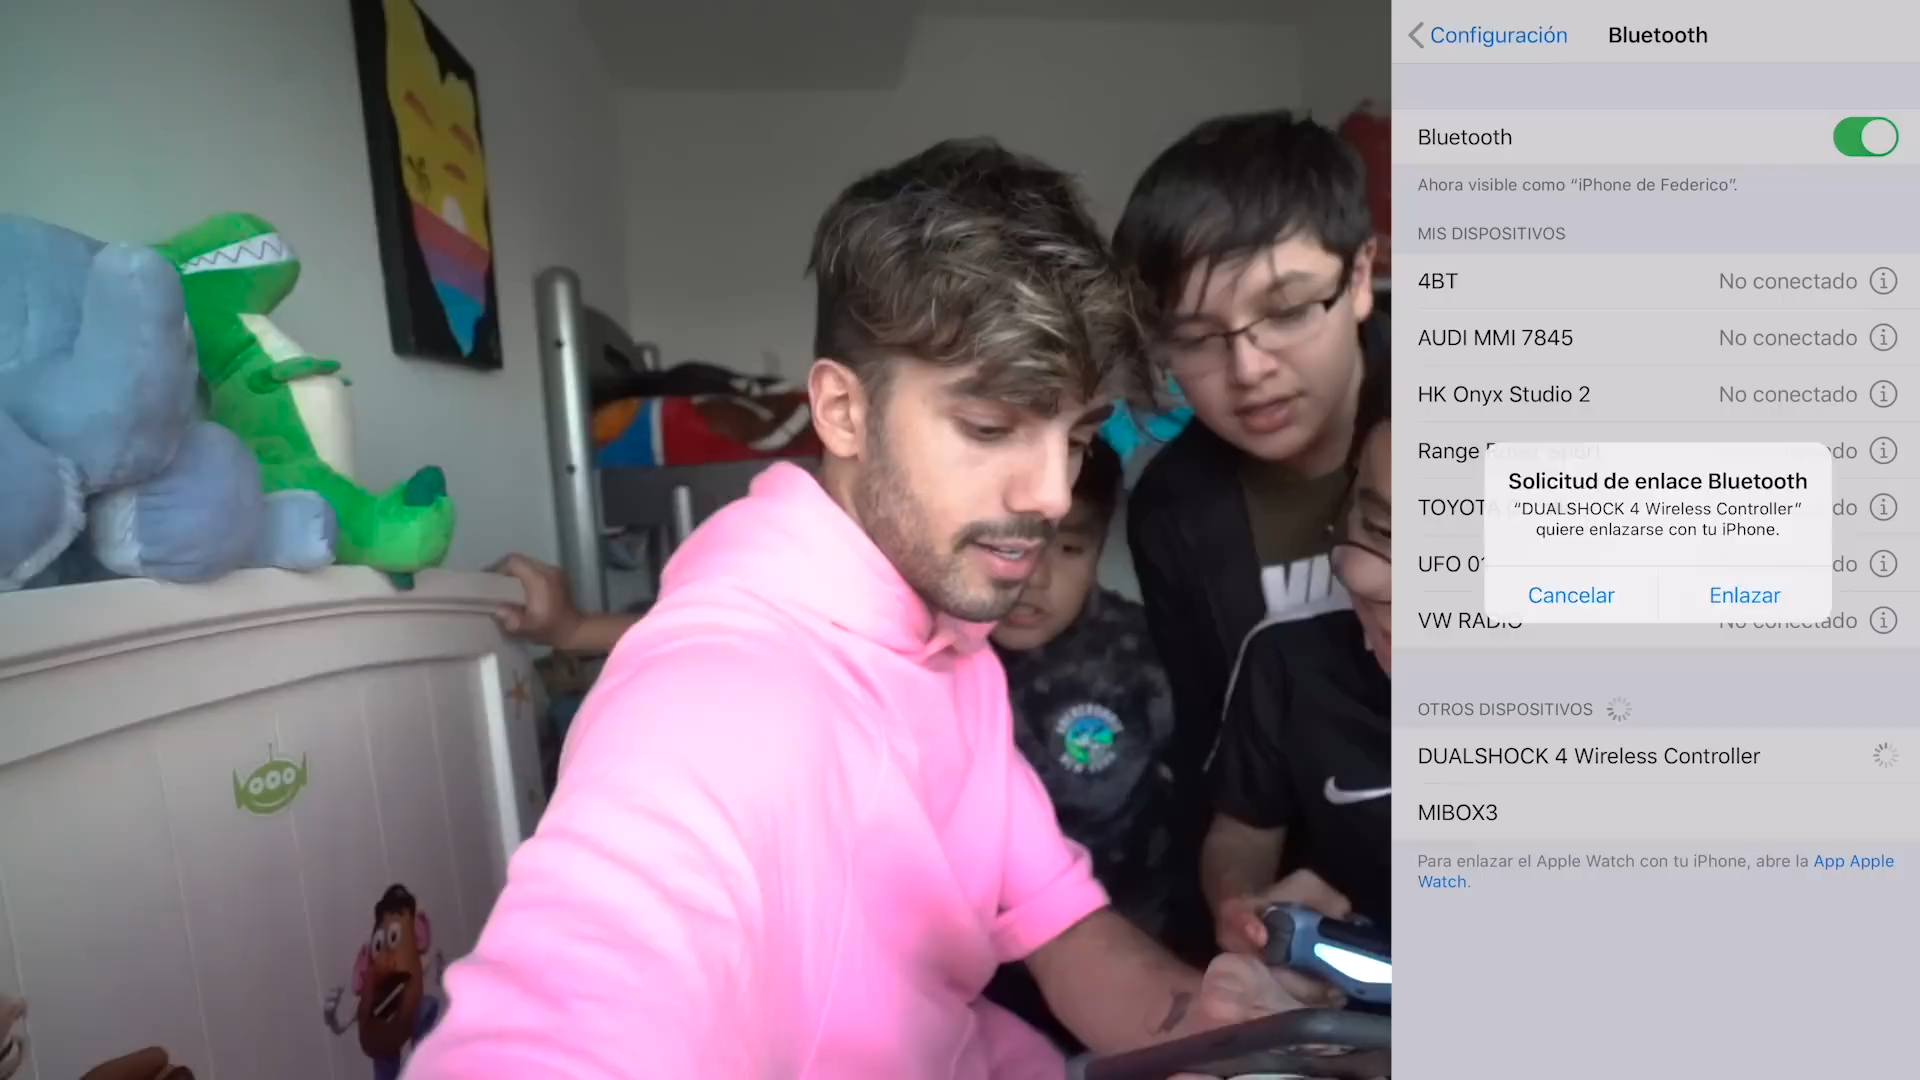 Configuración Bluetooth
Bluetooth
Ahora visible como “iPhone de Federico”.
MIS DISPOSITIVOS
4BT No conectado
AUDI MMI 7845 No conectado
HK Onyx Studio 2 No conectado
Range
Solicitud de enlace Bluetooth
“DUALSHOCK 4 Wireless Controller”
quiere enlazarse con tu iPhone.
TOYOTA
UFO
Cancelar Enlazar
VW RADIO No conectado
OTROS DISPOSITIVOS
DUALSHOCK 4 Wireless Controller
MIBOX3
Para enlazar el Apple Watch con tu iPhone, abre la App Apple
Watch.